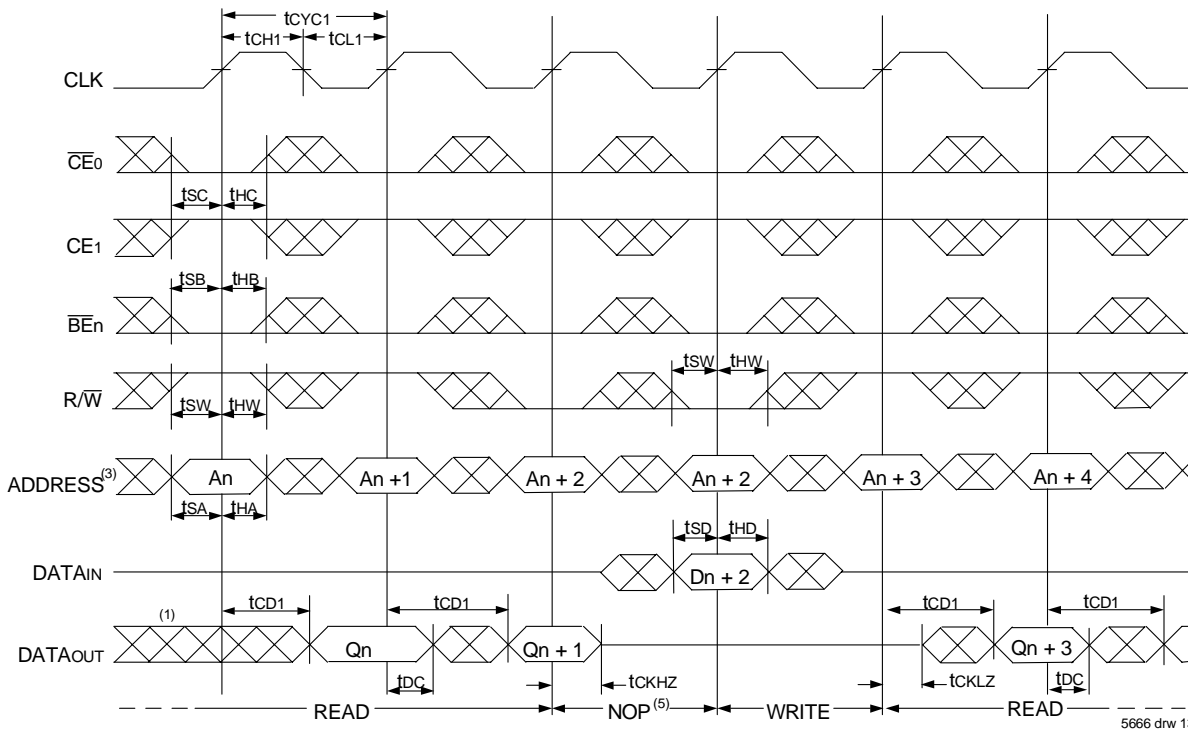 tCYC1
tCH1 tCL1
CLK
CE0
tSC tHC
CE1
tSB tHB
BEn
tSW tHW
R/W
tSW tHW
ADDRESS(3) An An +1 An + 2 An + 2 An + 3 An + 4
tSA tHA
tSD tHD
DATAIN Dn + 2
(1) tCD1 tCD1 tCD1 tCD1
DATAOUT Qn Qn + 1 Qn + 3
tDC tCKHZ tCKLZ tDC
READ NOP(5) WRITE READ
5666 drw 13